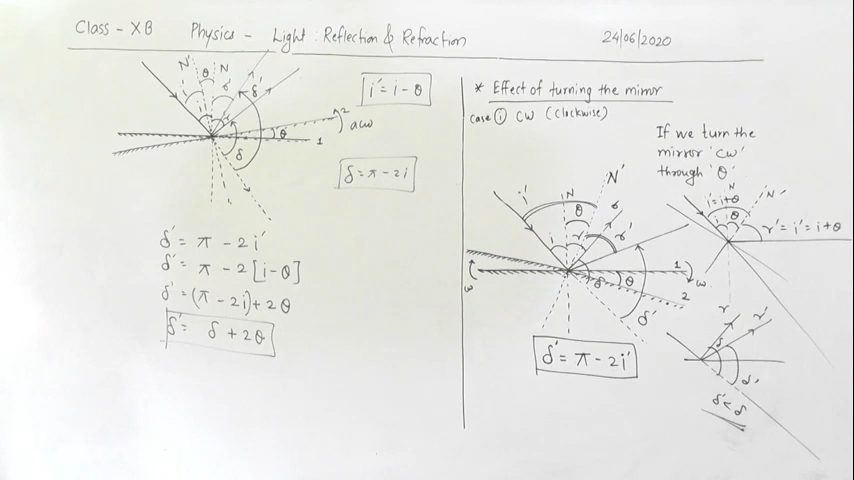 Class - XB Physics - Light : Reflection & Refraction 24/06/2020
N' θ N
r' r' δ'
i' = i - θ
2
acw
θ
1
δ
δ = π - 2i
δ' = π - 2i'
δ' = π - 2[i - θ]
δ' = (π - 2i) + 2θ
δ' = δ + 2θ
* Effect of turning the mirror
case ① CW (clockwise)
If we turn the
mirror 'CW'
through 'θ'
i' N N'
θ r
i r r'
1
δ θ ω
ω 2
δ'
δ' = π - 2i'
N N'
i' = i+θ
i θ r' = i' = i+θ
r r'
δ
δ'
δ' < δ